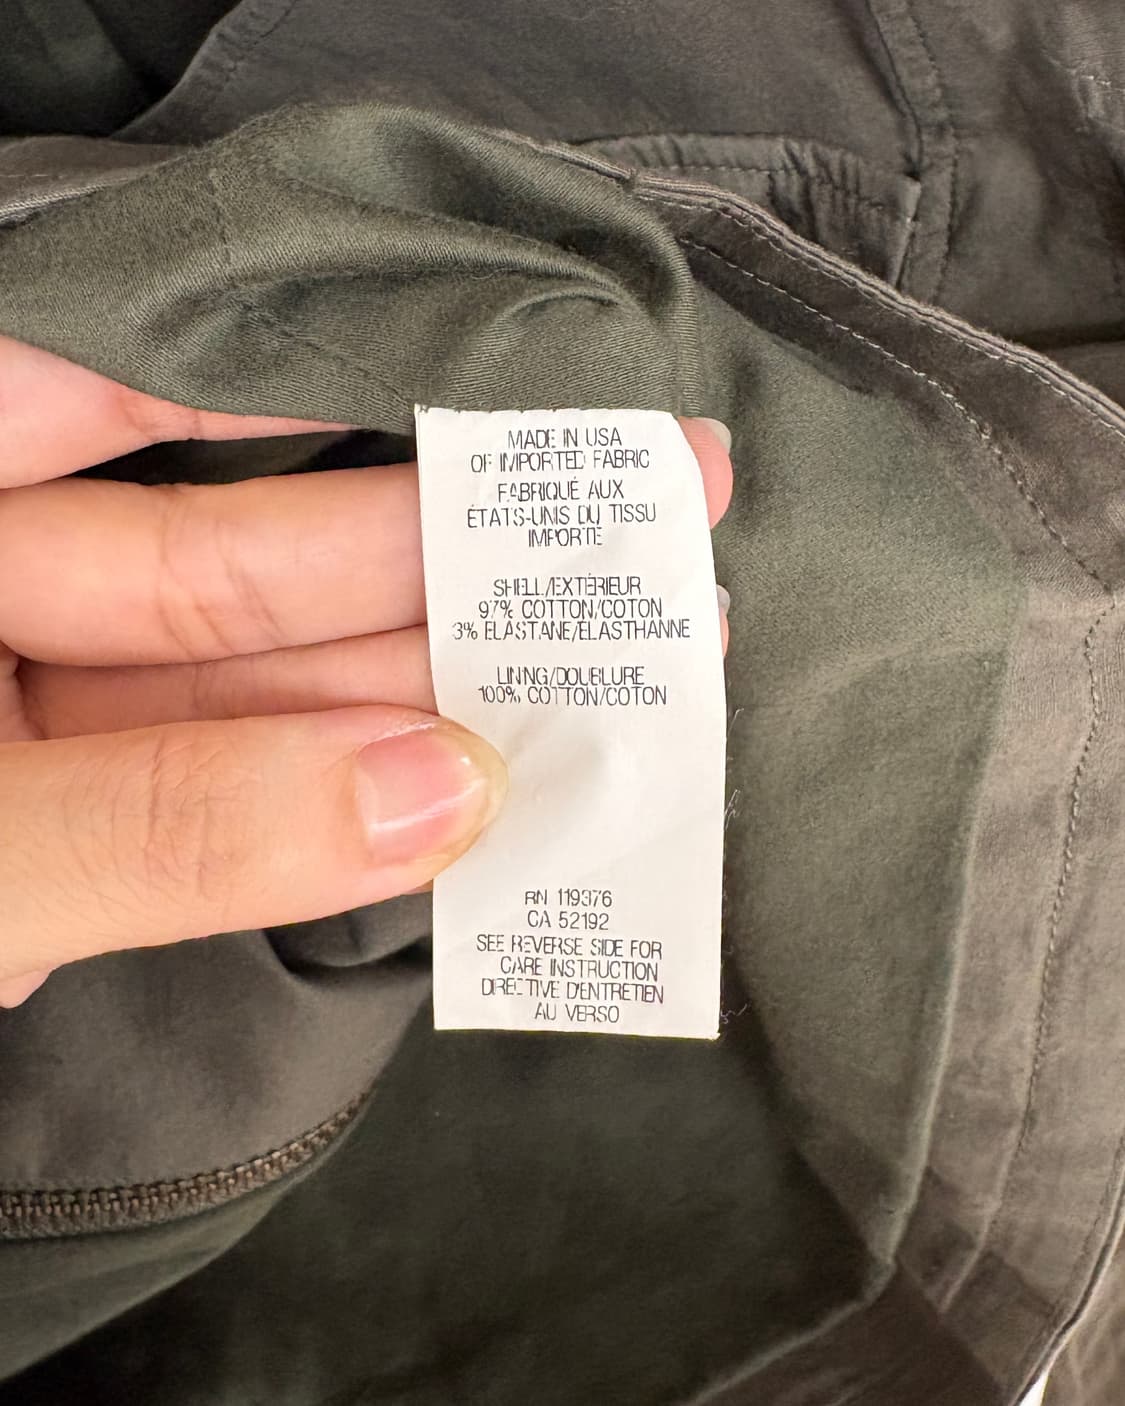 MADE IN USA
OF IMPORTED FABRIC
FABRIQUÉ AUX
ÉTATS-UNIS DU TISSU
IMPORTE
SHELL/EXTÉRIEUR
97% COTTON/COTON
3% ELASTANE/ELASTHANNE
LINING/DOUBLURE
100% COTTON/COTON
RN 119376
CA 52192
SEE REVERSE SIDE FOR
CARE INSTRUCTION
DIRECTIVE D'ENTRETIEN
AU VERSO